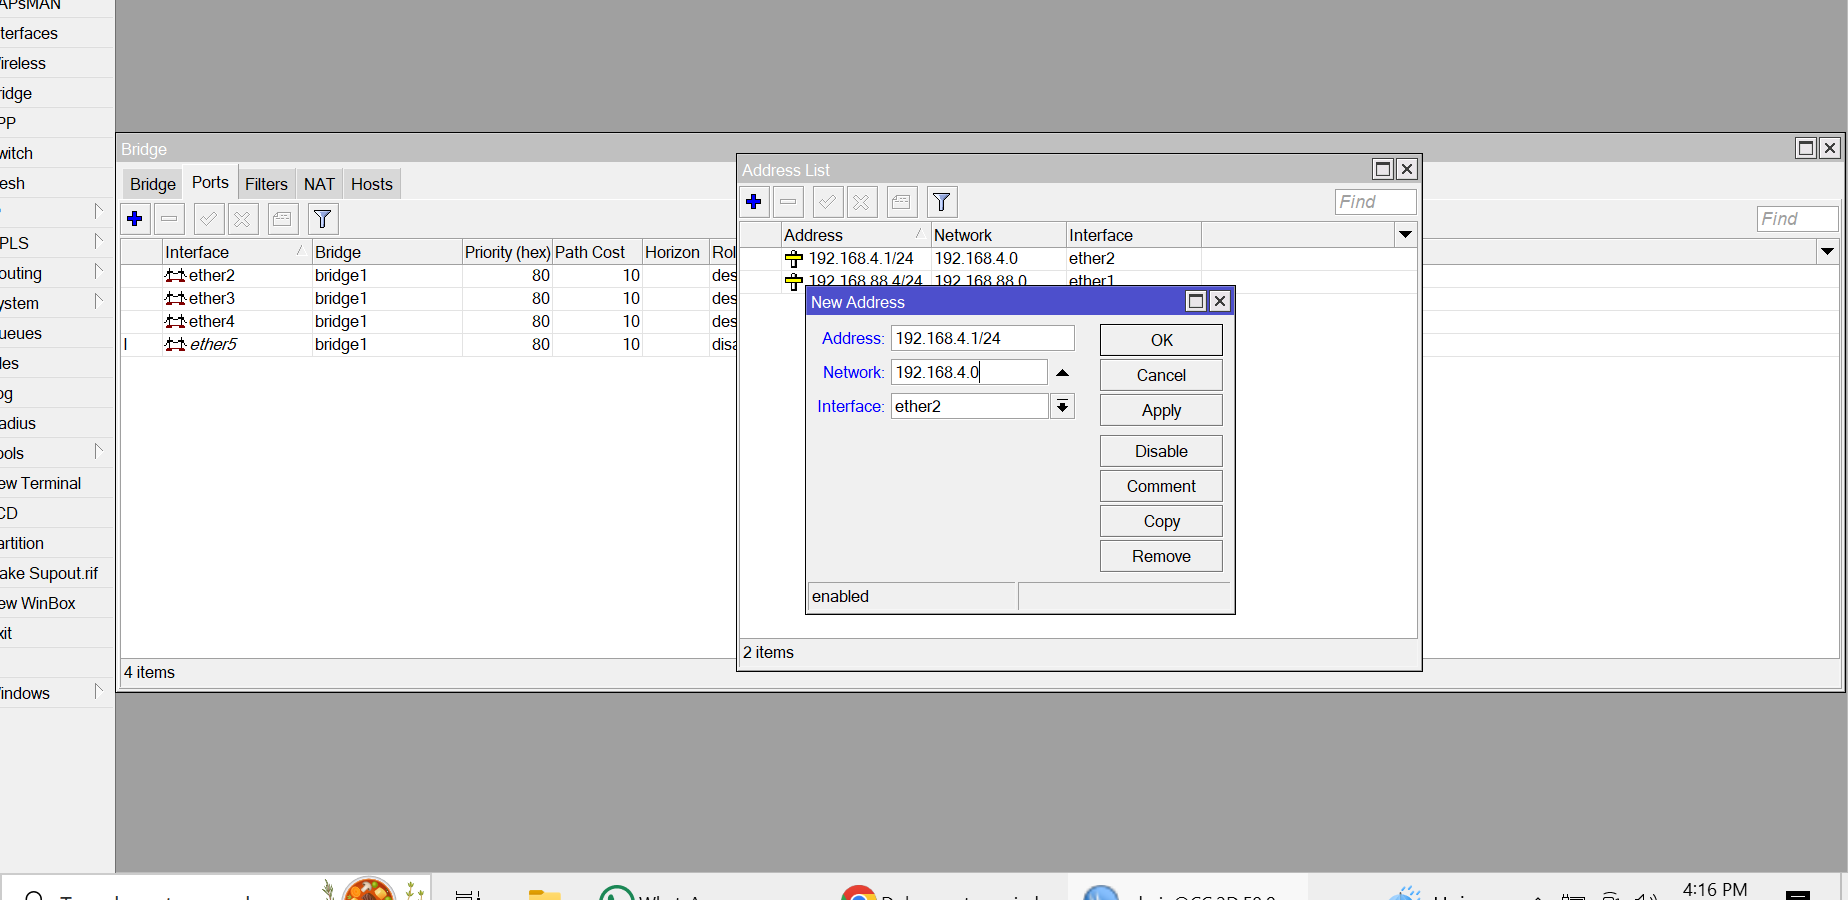 APsMAN
terfaces
ireless
ridge
PP
witch
esh
PLS
outing
ystem
ueues
les
og
adius
ools
ew Terminal
CD
artition
ake Supout.rif
ew WinBox
xit
indows
Bridge
Bridge Ports Filters NAT Hosts
Find
Interface Bridge Priority (hex) Path Cost Horizon Rol
ether2 bridge1 80 10 des
ether3 bridge1 80 10 des
ether4 bridge1 80 10 des
I ether5 bridge1 80 10 disa
4 items
Address List
Find
Address Network Interface
192.168.4.1/24 192.168.4.0 ether2
192.168.88.4/24 192.168.88.0 ether1
2 items
New Address
Address: 192.168.4.1/24
Network: 192.168.4.0
Interface: ether2
OK
Cancel
Apply
Disable
Comment
Copy
Remove
enabled
4:16 PM